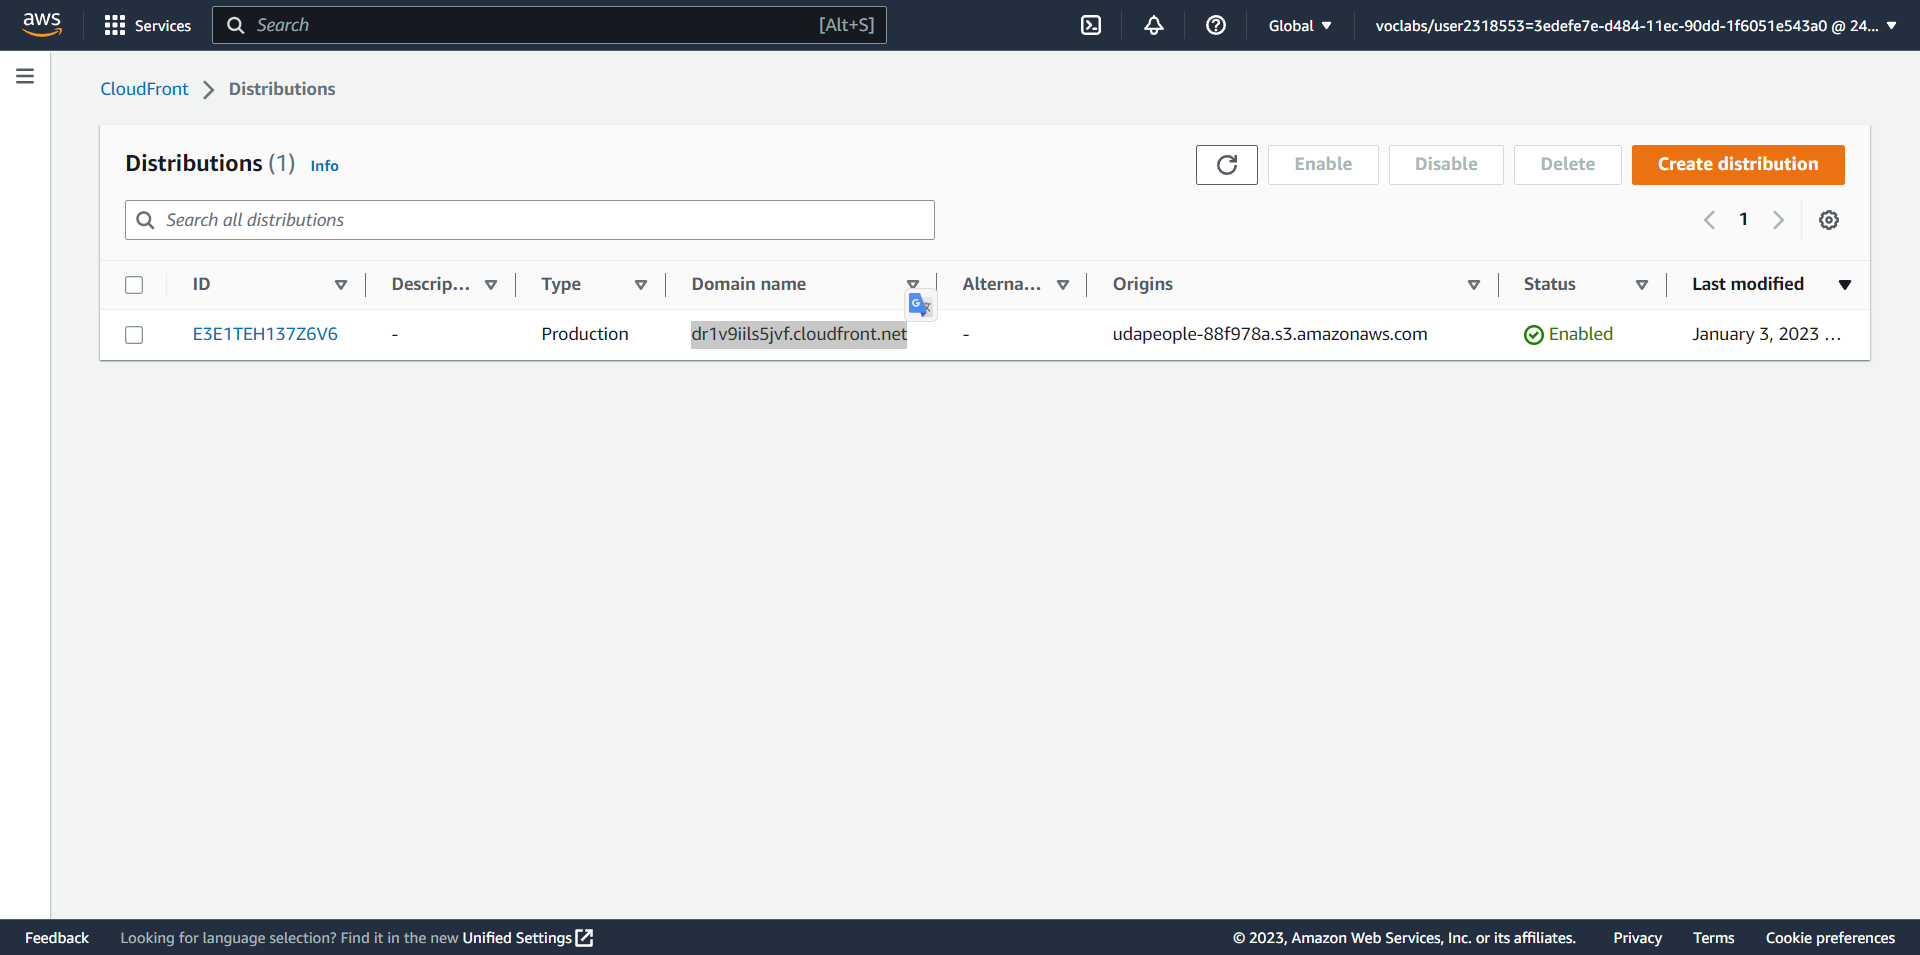 aws Services Search [Alt+S] Global voclabs/user2318553=3edefe7e-d484-11ec-90dd-1f6051e543a0 @ 24...
CloudFront Distributions
Distributions (1) Info Enable Disable Delete Create distribution
Search all distributions 1
ID Descrip... Type Domain name Alterna... Origins Status Last modified
E3E1TEH137Z6V6 - Production dr1v9iils5jvf.cloudfront.net - udapeople-88f978a.s3.amazonaws.com Enabled January 3, 2023 ...
Feedback Looking for language selection? Find it in the new Unified Settings © 2023, Amazon Web Services, Inc. or its affiliates. Privacy Terms Cookie preferences